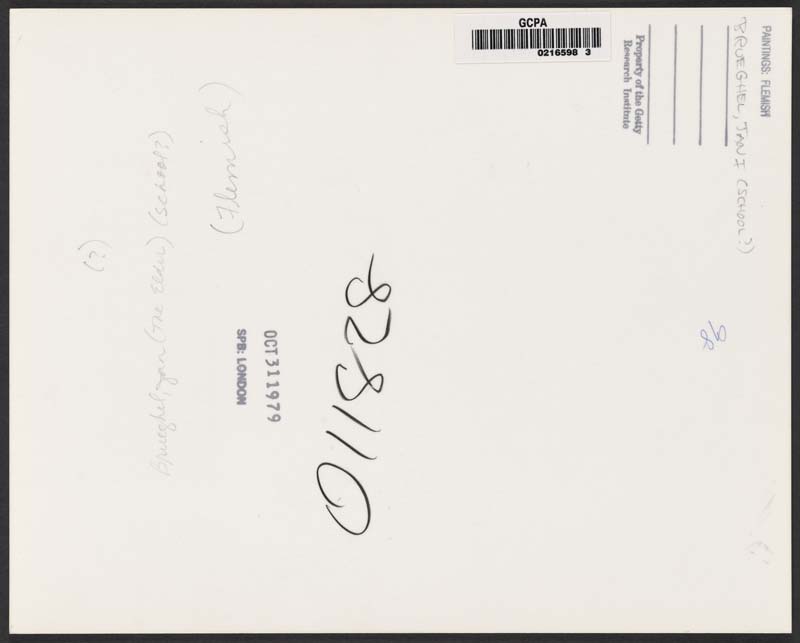 GCPA
0216598 3
PAINTINGS: FLEMISH
BRUEGHEL, JAN I (SCHOOL?)
Property of the Getty
Research Institute
(Flemish)
Brueghel, Jan (the Elder) (School?)
(?)
OCT 31 1979
SPB: LONDON
011828